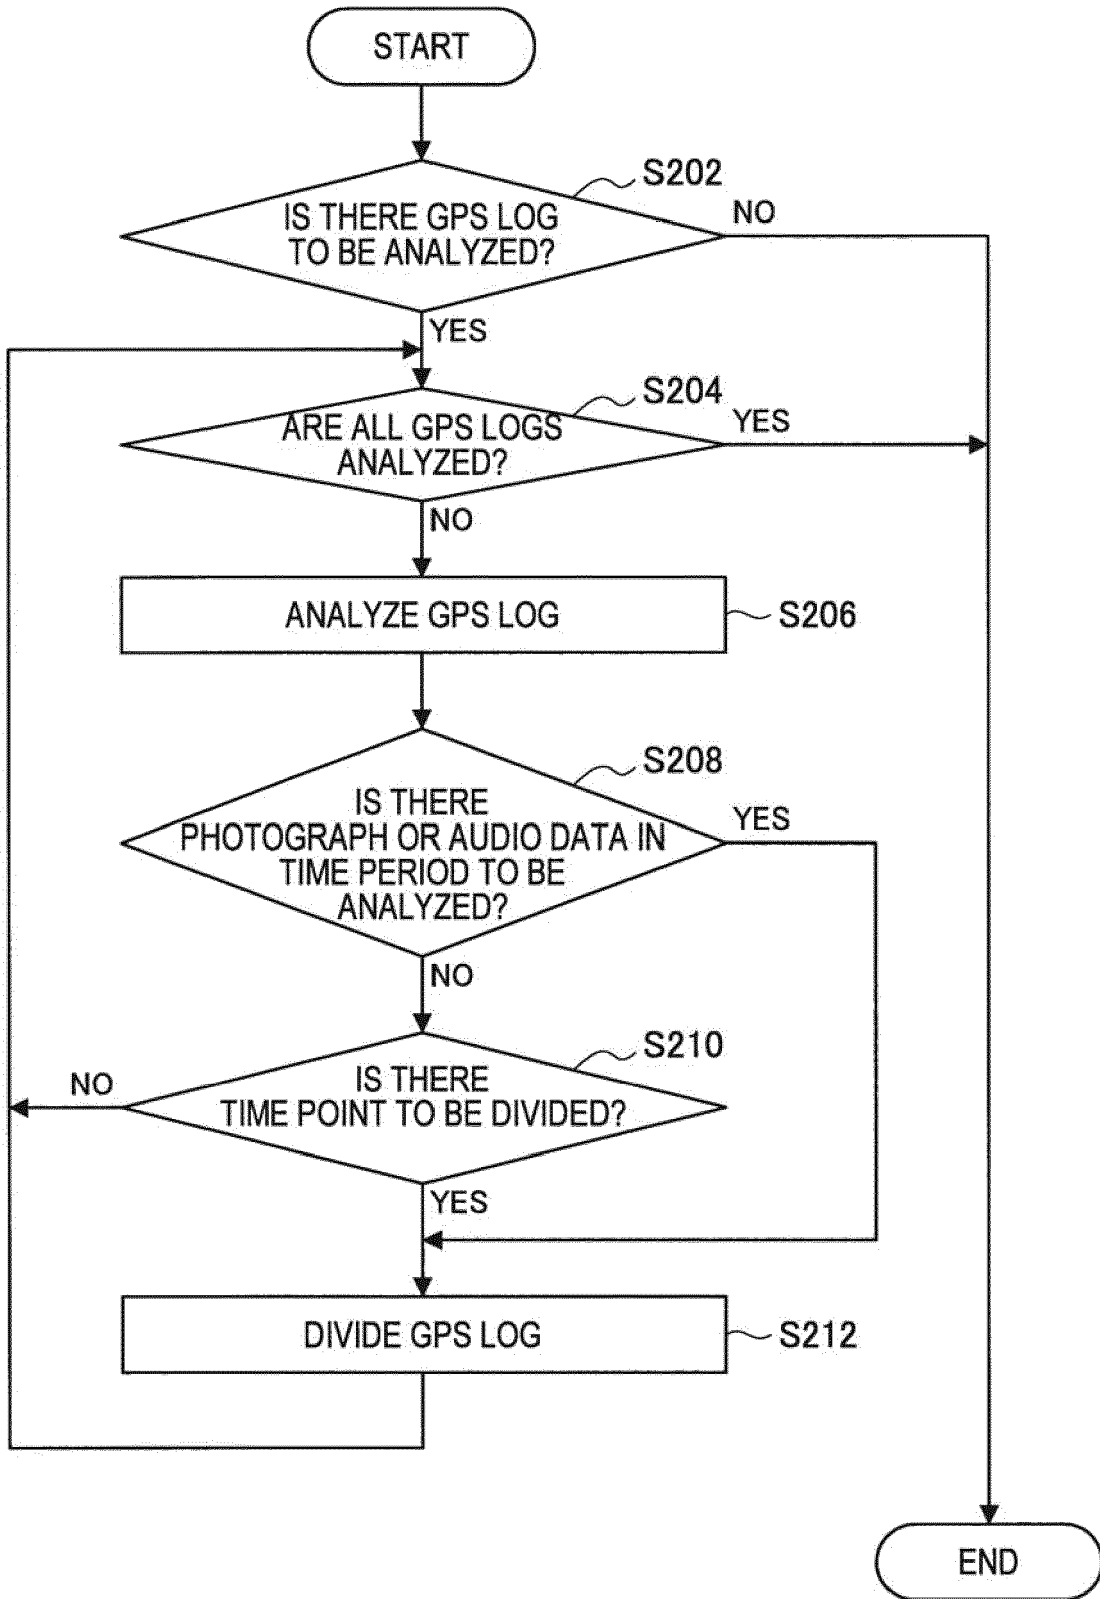 START
S202
IS THERE GPS LOG
TO BE ANALYZED?
NO
YES
S204
ARE ALL GPS LOGS
ANALYZED?
YES
NO
ANALYZE GPS LOG
S206
S208
IS THERE
PHOTOGRAPH OR AUDIO DATA IN
TIME PERIOD TO BE
ANALYZED?
YES
NO
S210
IS THERE
TIME POINT TO BE DIVIDED?
NO
YES
DIVIDE GPS LOG
S212
END